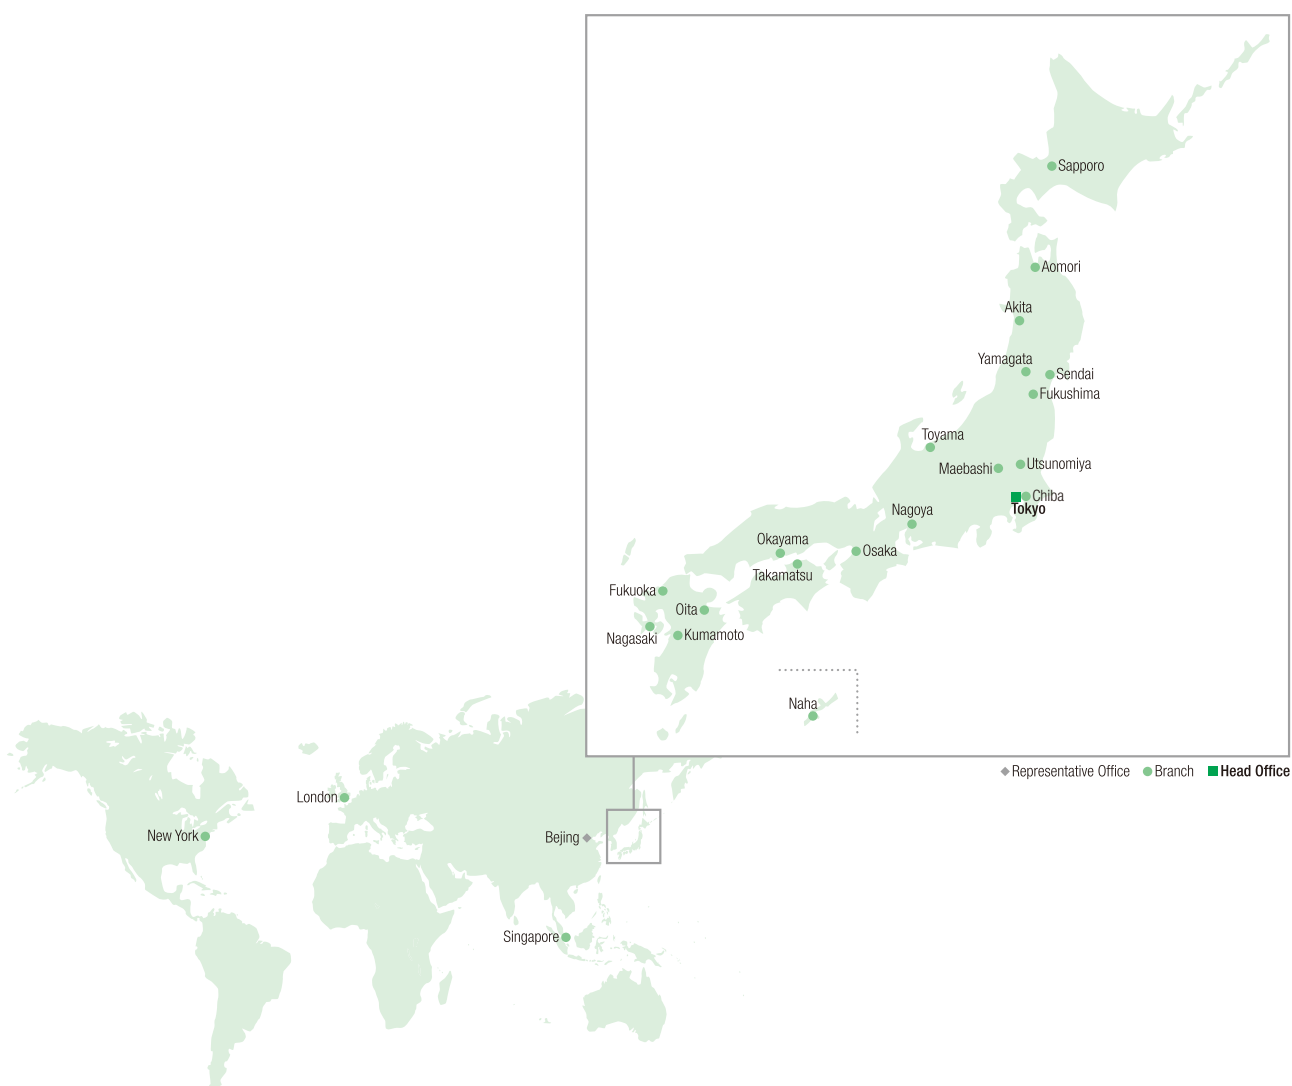 Sapporo
Aomori
Akita
Yamagata
Sendai
Fukushima
Toyama
Maebashi
Utsunomiya
Chiba
Tokyo
Nagoya
Okayama
Osaka
Takamatsu
Fukuoka
Oita
Nagasaki
Kumamoto
Naha
Representative Office
Branch
Head Office
London
New York
Bejing
Singapore